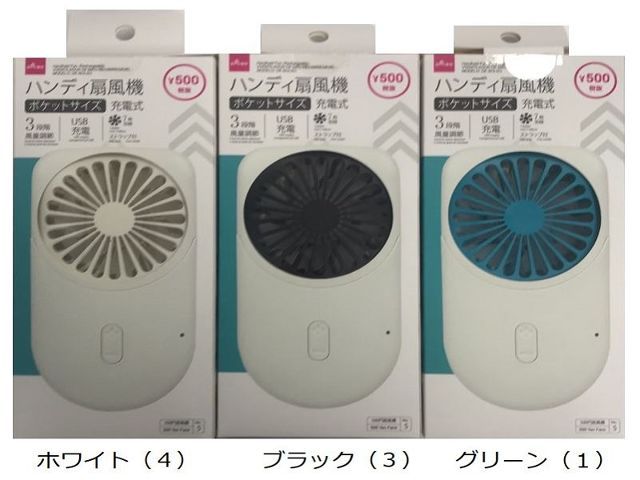 ハンディ扇風機
¥500
税抜
ポケットサイズ 充電式
3段階
風量調節
USB
充電
ストラップ付
ハンディ扇風機
¥500
税抜
ポケットサイズ 充電式
3段階
風量調節
USB
充電
ストラップ付
ハンディ扇風機
¥500
税抜
ポケットサイズ 充電式
3段階
風量調節
USB
充電
ストラップ付
ホワイト（4）
ブラック（3）
グリーン（1）